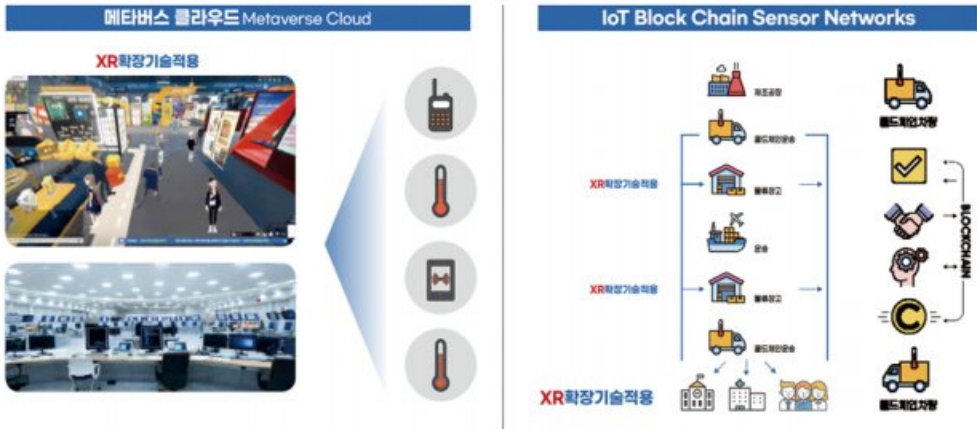 메타버스 클라우드 Metaverse Cloud
XR확장기술적용
IoT Block Chain Sensor Networks
제조공장
콜드체인운송
XR확장기술적용
물류창고
운송
XR확장기술적용
물류창고
콜드체인운송
XR확장기술적용
콜드체인차량
BLOCKCHAIN
콜드체인차량